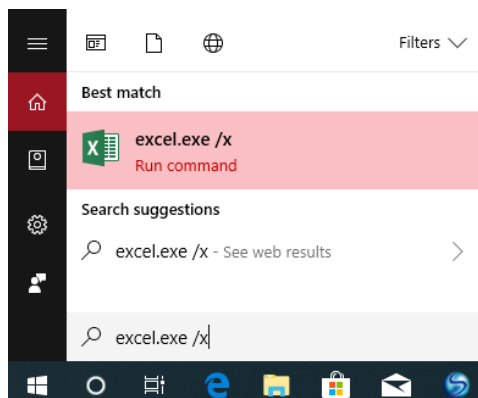 Filters
Best match
excel.exe /x
Run command
Search suggestions
excel.exe /x - See web results
excel.exe /x